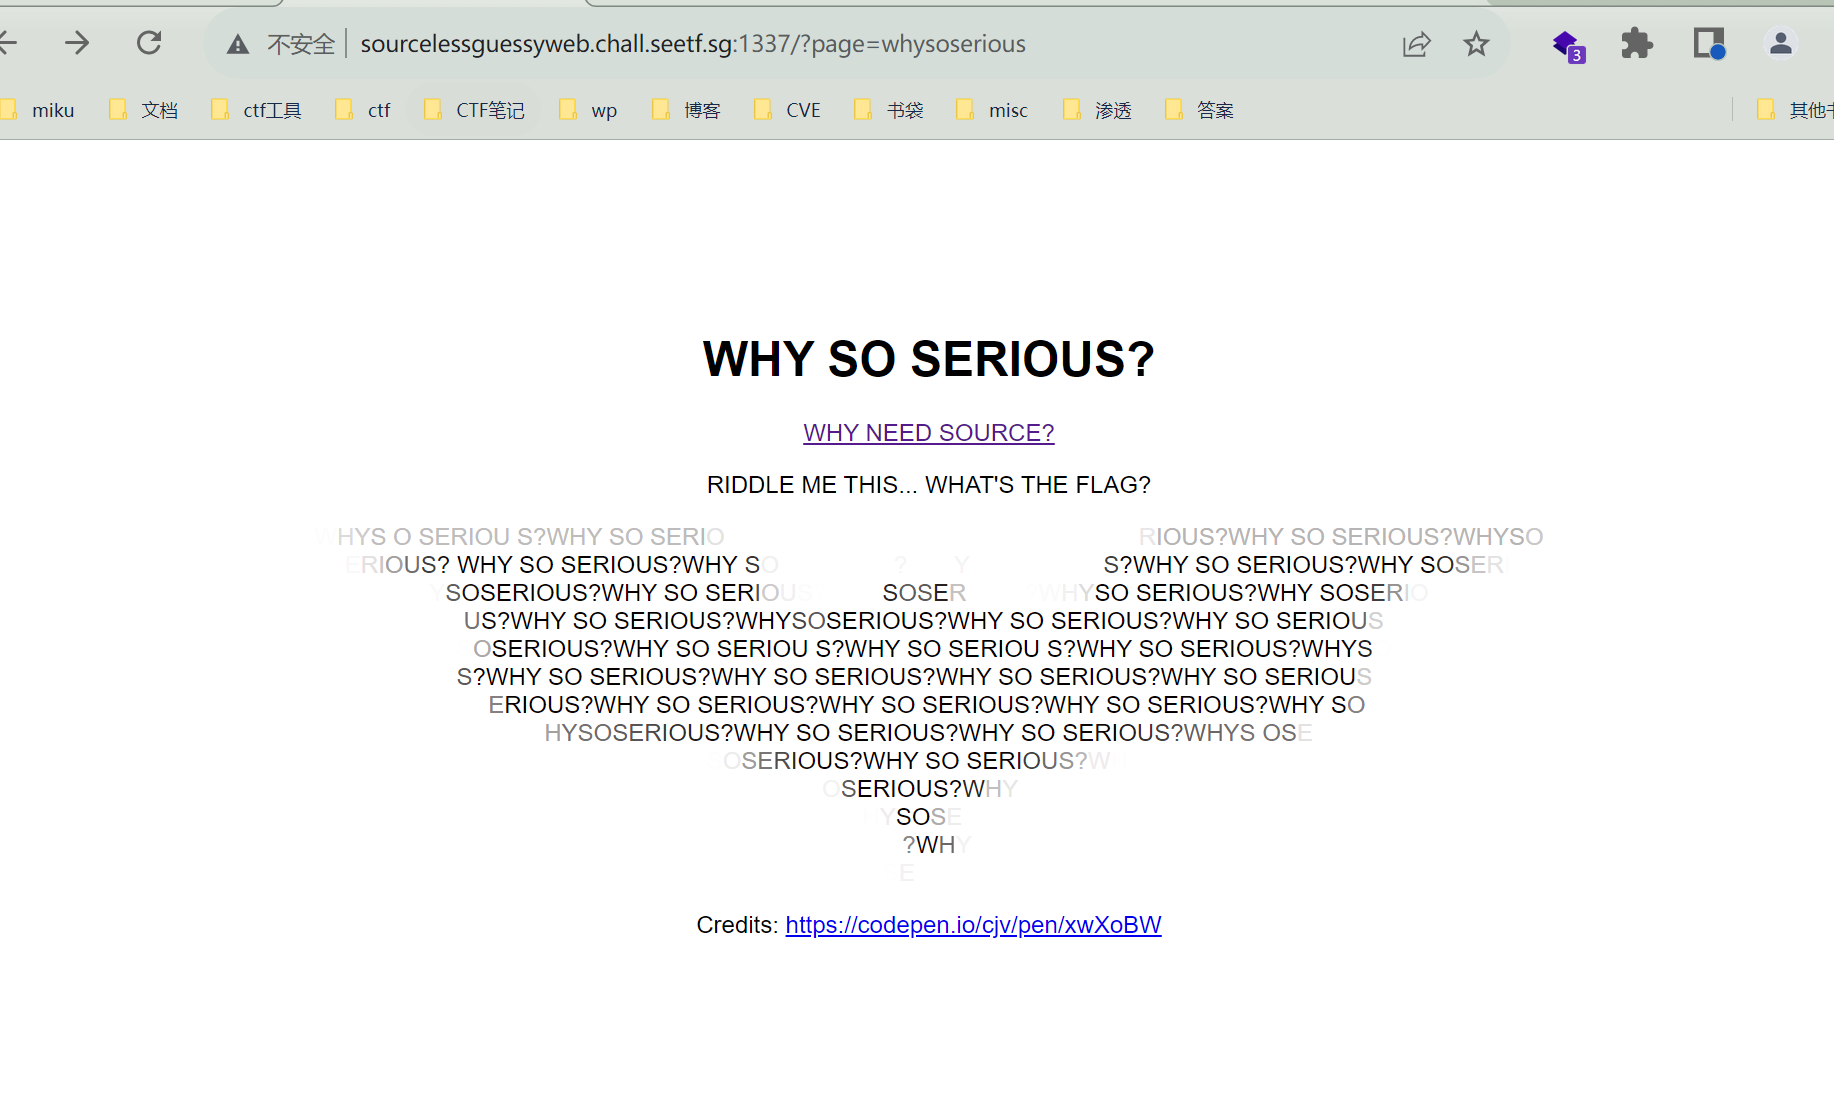 不安全 sourcelessguessyweb.chall.seetf.sg:1337/?page=whysoserious 3
miku 文档 ctf工具 ctf CTF笔记 wp 博客 CVE 书袋 misc 渗透 答案 其他书
WHY SO SERIOUS?
WHY NEED SOURCE?
RIDDLE ME THIS... WHAT'S THE FLAG?
WHYS O SERIOU S?WHY SO SERIO RIOUS?WHY SO SERIOUS?WHYSO
ERIOUS? WHY SO SERIOUS?WHY SO ? Y S?WHY SO SERIOUS?WHY SOSER
YSOSERIOUS?WHY SO SERIOUS SOSER ?WHYSO SERIOUS?WHY SOSERIO
US?WHY SO SERIOUS?WHYSOSERIOUS?WHY SO SERIOUS?WHY SO SERIOUS
OSERIOUS?WHY SO SERIOU S?WHY SO SERIOU S?WHY SO SERIOUS?WHYS
S?WHY SO SERIOUS?WHY SO SERIOUS?WHY SO SERIOUS?WHY SO SERIOUS
ERIOUS?WHY SO SERIOUS?WHY SO SERIOUS?WHY SO SERIOUS?WHY SO
HYSOSERIOUS?WHY SO SERIOUS?WHY SO SERIOUS?WHYS OSE
OSERIOUS?WHY SO SERIOUS?W
OSERIOUS?WHY
YSOSE
?WHY
E
Credits: https://codepen.io/cjv/pen/xwXoBW